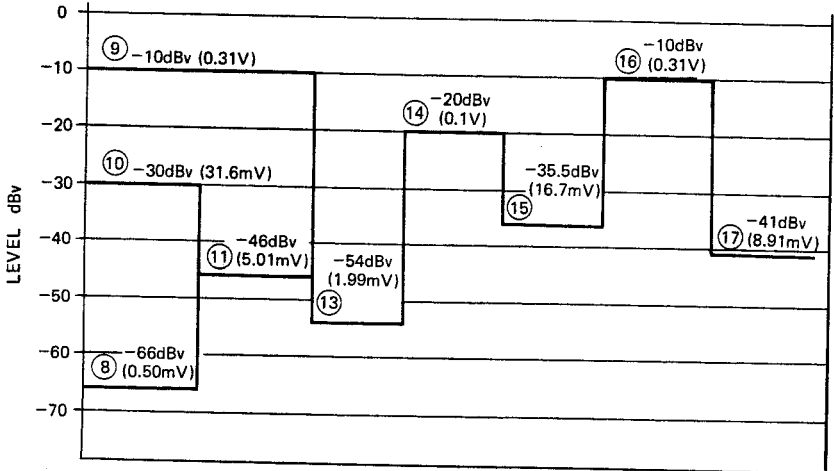 0
⑨ -10dBv (0.31V)
-10dBv
⑯ (0.31V)
-10
-20dBv
⑭ (0.1V)
-20
⑩ -30dBv (31.6mV)
-35.5dBv
(16.7mV)
⑮
-30
LEVEL dBv
-46dBv
⑪ (5.01mV)
-54dBv
(1.99mV)
⑬
-41dBv
⑰ (8.91mV)
-40
-50
-60
-66dBv
⑧ (0.50mV)
-70